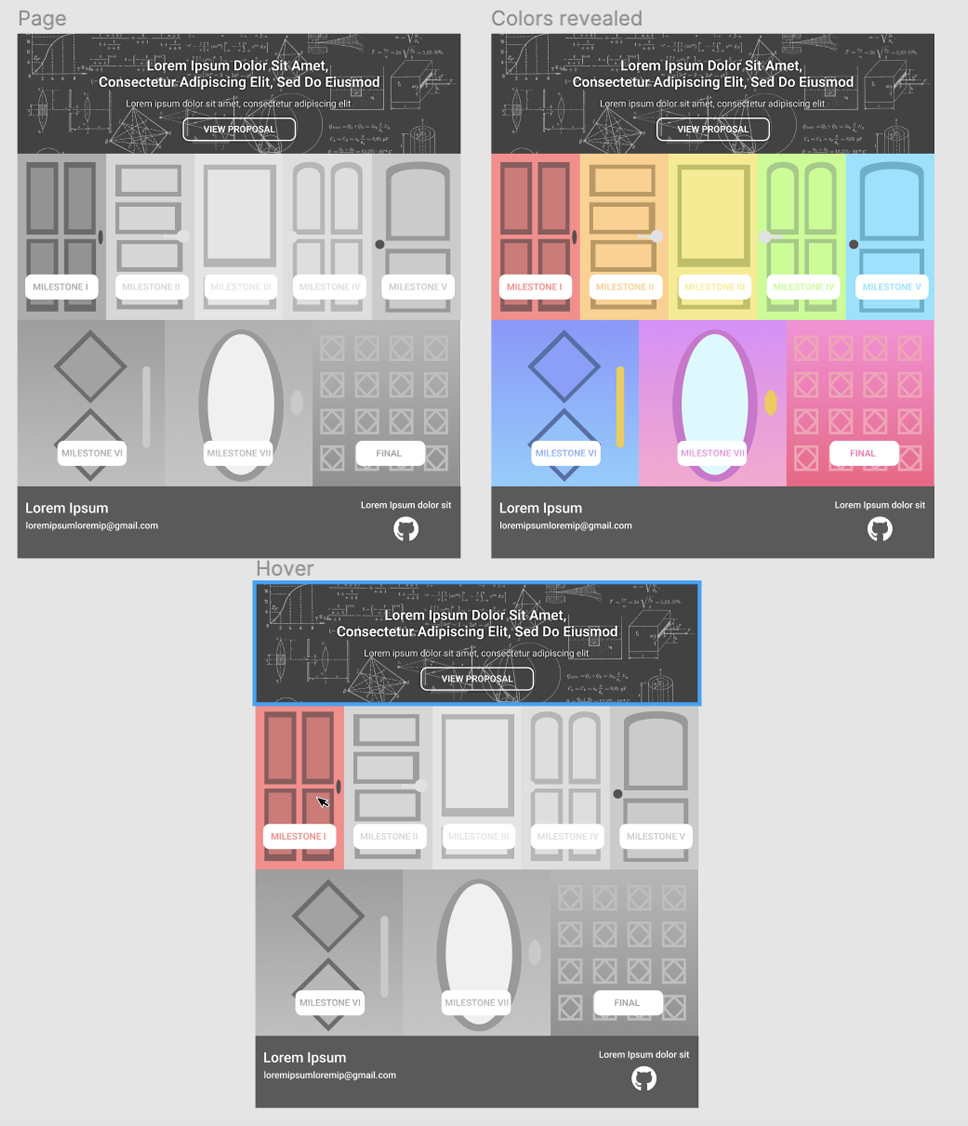 Page
Lorem Ipsum Dolor Sit Amet,
Consectetur Adipiscing Elit, Sed Do Eiusmod
Lorem ipsum dolor sit amet, consectetur adipiscing elit
VIEW PROPOSAL
MILESTONE I
MILESTONE II
MILESTONE III
MILESTONE IV
MILESTONE V
MILESTONE VI
MILESTONE VII
FINAL
Lorem Ipsum
loremipsumloremip@gmail.com
Lorem Ipsum dolor sit
Colors revealed
Lorem Ipsum Dolor Sit Amet,
Consectetur Adipiscing Elit, Sed Do Eiusmod
Lorem ipsum dolor sit amet, consectetur adipiscing elit
VIEW PROPOSAL
MILESTONE I
MILESTONE II
MILESTONE III
MILESTONE IV
MILESTONE V
MILESTONE VI
MILESTONE VII
FINAL
Lorem Ipsum
loremipsumloremip@gmail.com
Lorem Ipsum dolor sit
Hover
Lorem Ipsum Dolor Sit Amet,
Consectetur Adipiscing Elit, Sed Do Eiusmod
Lorem ipsum dolor sit amet, consectetur adipiscing elit
VIEW PROPOSAL
MILESTONE I
MILESTONE II
MILESTONE III
MILESTONE IV
MILESTONE V
MILESTONE VI
MILESTONE VII
FINAL
Lorem Ipsum
loremipsumloremip@gmail.com
Lorem Ipsum dolor sit